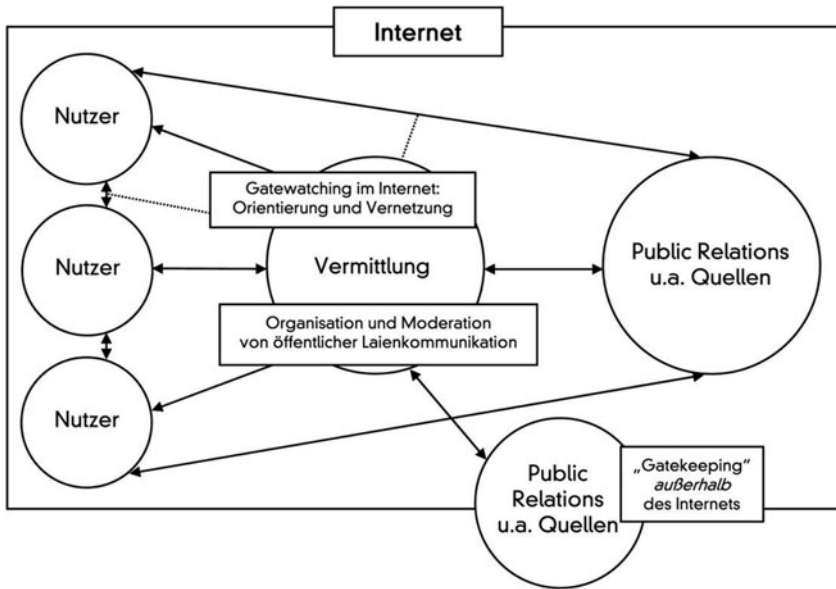 Internet
Nutzer
Gatewatching im Internet:
Orientierung und Vernetzung
Nutzer
Vermittlung
Public Relations
u.a. Quellen
Organisation und Moderation
von öffentlicher Laienkommunikation
Nutzer
Public
Relations
u.a. Quellen
„Gatekeeping“
außerhalb
des Internets